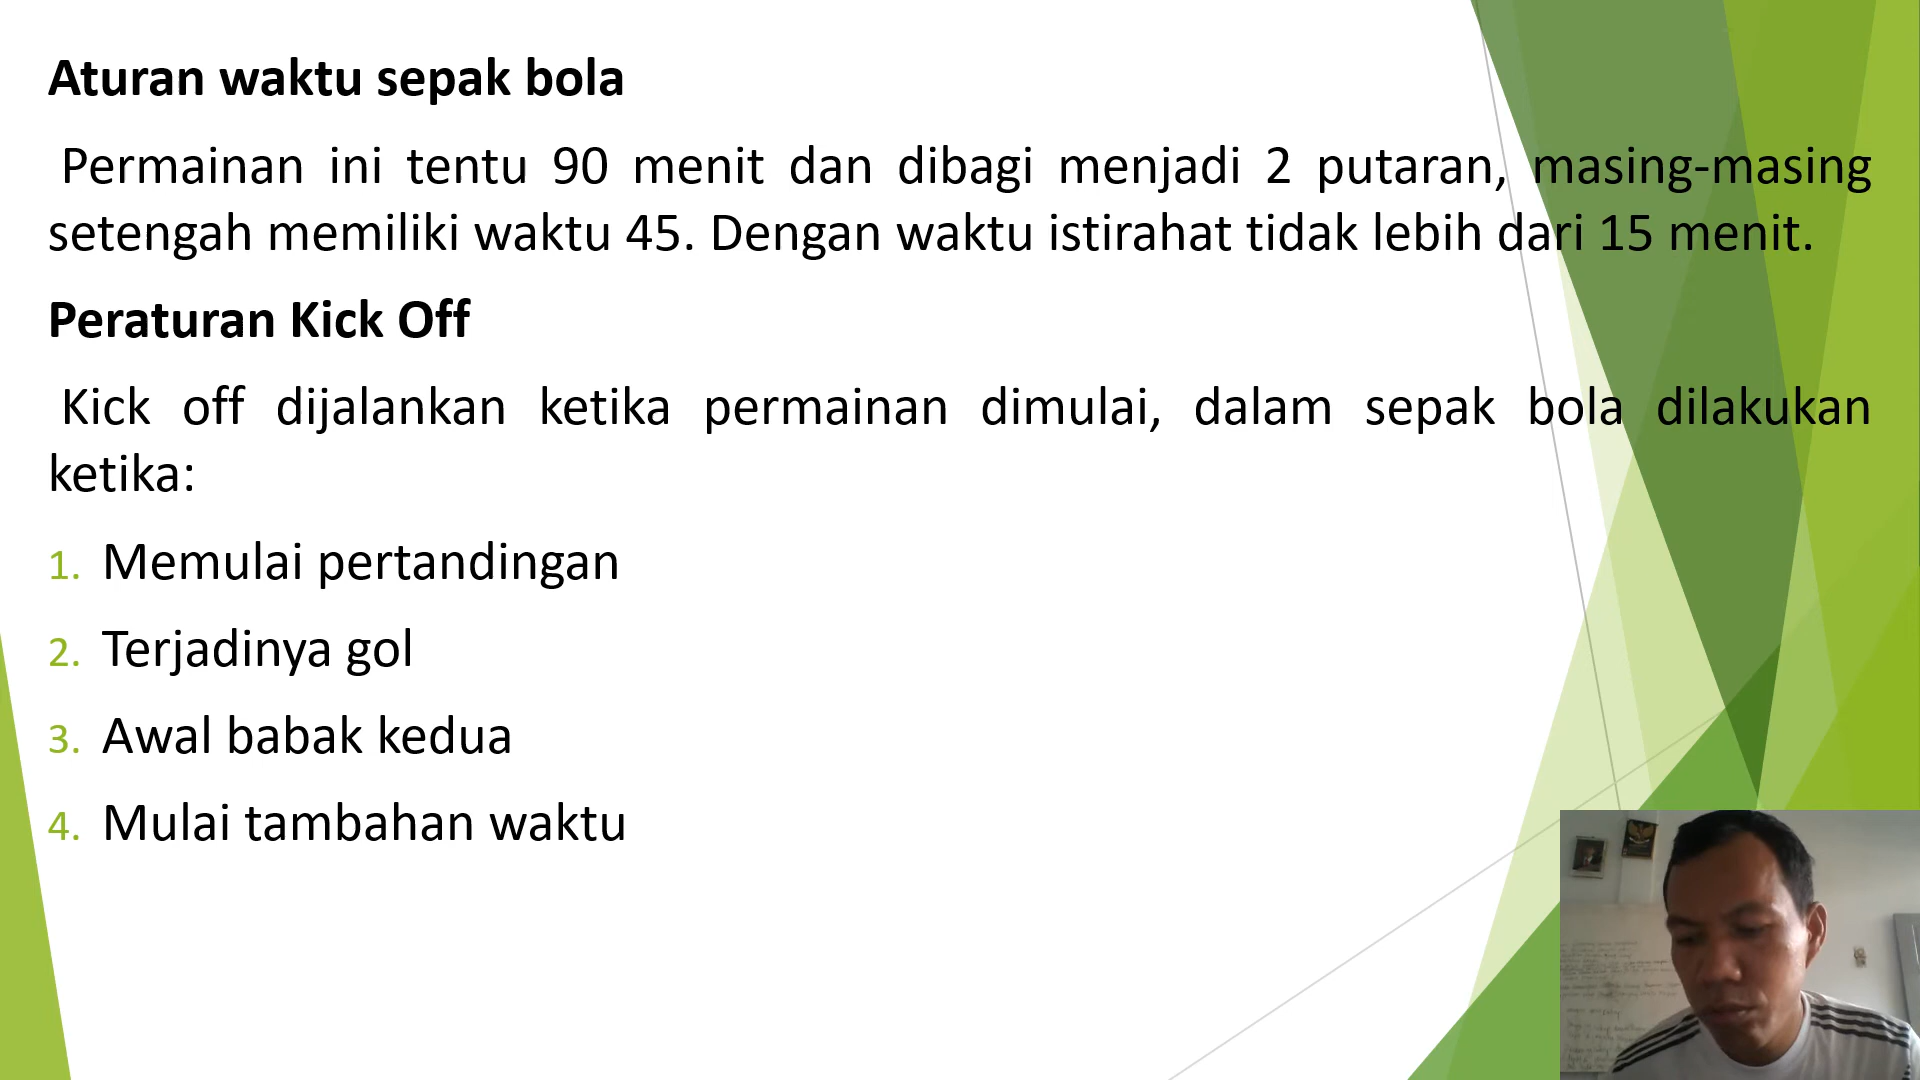 Aturan waktu sepak bola
Permainan ini tentu 90 menit dan dibagi menjadi 2 putaran, masing-masing
setengah memiliki waktu 45. Dengan waktu istirahat tidak lebih dari 15 menit.
Peraturan Kick Off
Kick off dijalankan ketika permainan dimulai, dalam sepak bola dilakukan
ketika:
1. Memulai pertandingan
2. Terjadinya gol
3. Awal babak kedua
4. Mulai tambahan waktu